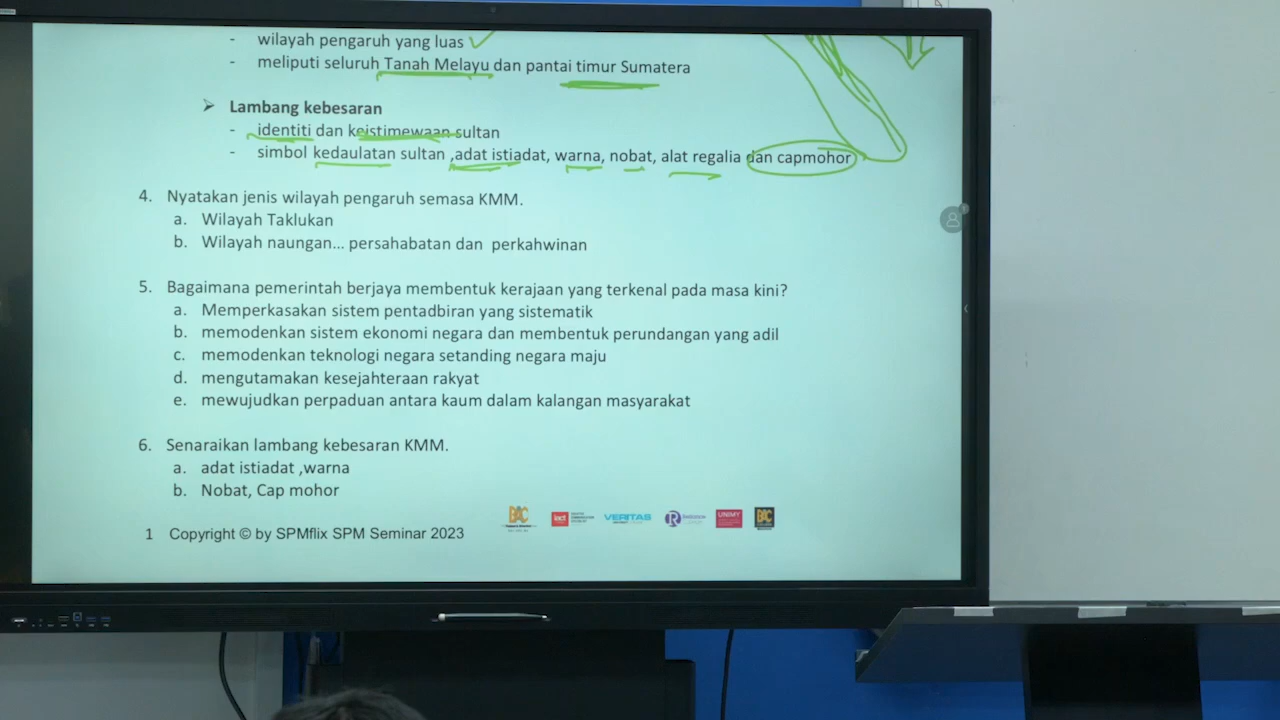 - wilayah pengaruh yang luas
- meliputi seluruh Tanah Melayu dan pantai timur Sumatera
➢ Lambang kebesaran
- identiti dan keistimewaan sultan
- simbol kedaulatan sultan ,adat istiadat, warna, nobat, alat regalia dan capmohor
4. Nyatakan jenis wilayah pengaruh semasa KMM.
a. Wilayah Taklukan
b. Wilayah naungan... persahabatan dan perkahwinan
5. Bagaimana pemerintah berjaya membentuk kerajaan yang terkenal pada masa kini?
a. Memperkasakan sistem pentadbiran yang sistematik
b. memodenkan sistem ekonomi negara dan membentuk perundangan yang adil
c. memodenkan teknologi negara setanding negara maju
d. mengutamakan kesejahteraan rakyat
e. mewujudkan perpaduan antara kaum dalam kalangan masyarakat
6. Senaraikan lambang kebesaran KMM.
a. adat istiadat ,warna
b. Nobat, Cap mohor
BAC iact VERITAS R reliance UNIMY BAC
1 Copyright © by SPMflix SPM Seminar 2023